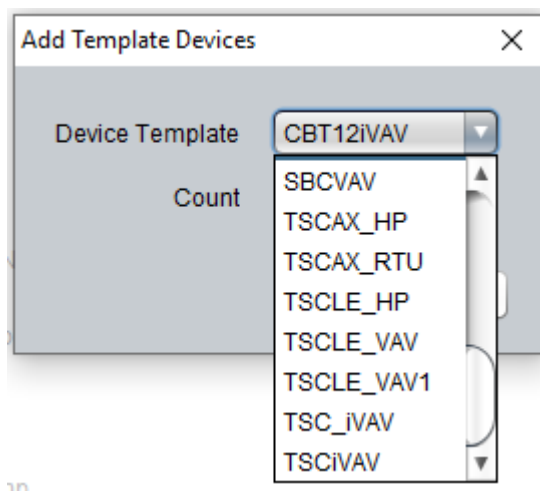 Add Template Devices
Device Template CBT12iVAV
Count
SBCVAV
TSCAX_HP
TSCAX_RTU
TSCLE_HP
TSCLE_VAV
TSCLE_VAV1
TSC_iVAV
TSCiVAV